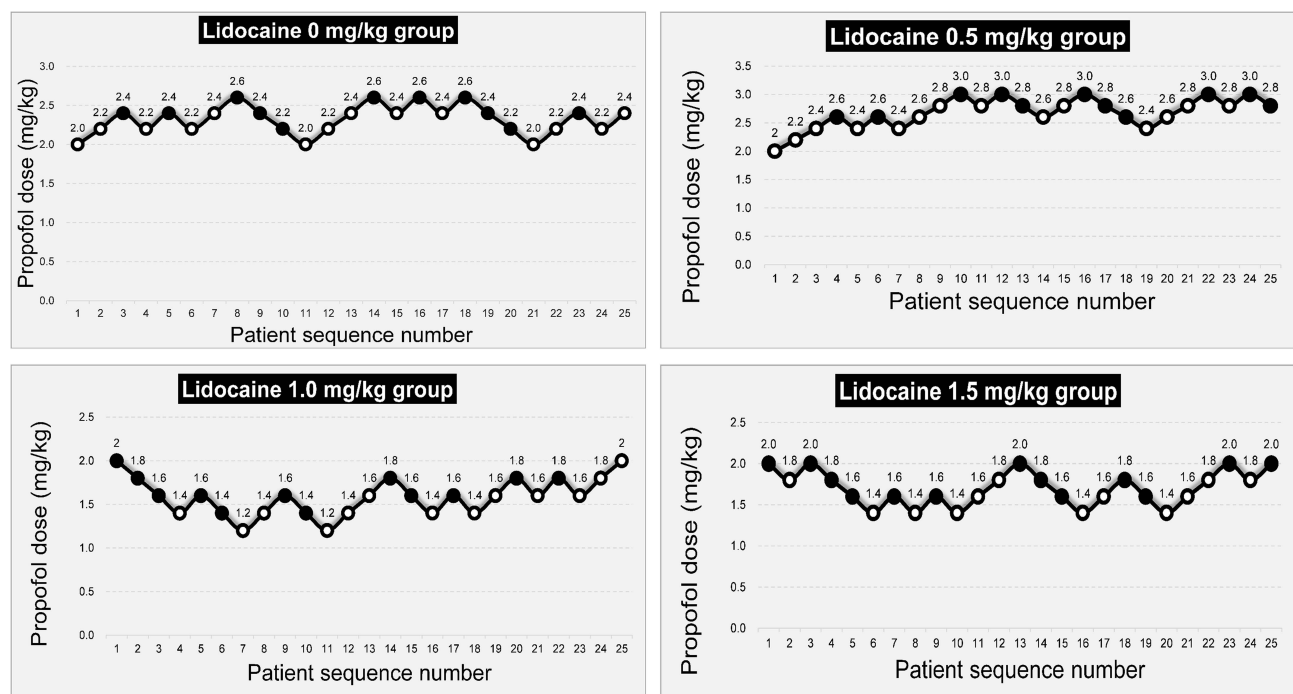 Lidocaine 0 mg/kg group
Propofol dose (mg/kg)
3.0
2.5
2.0
1.5
1.0
0.5
0.0
2.0 2.2 2.4 2.2 2.4 2.2 2.4 2.6 2.4 2.2 2.0 2.2 2.4 2.6 2.4 2.6 2.4 2.6 2.4 2.2 2.0 2.2 2.4 2.2 2.4
1 2 3 4 5 6 7 8 9 10 11 12 13 14 15 16 17 18 19 20 21 22 23 24 25
Patient sequence number
Lidocaine 0.5 mg/kg group
Propofol dose (mg/kg)
3.5
3.0
2.5
2.0
1.5
1.0
0.5
0.0
2 2.2 2.4 2.6 2.4 2.6 2.4 2.6 2.8 3.0 2.8 3.0 2.8 2.6 2.8 3.0 2.8 2.6 2.4 2.6 2.8 3.0 2.8 3.0 2.8
1 2 3 4 5 6 7 8 9 10 11 12 13 14 15 16 17 18 19 20 21 22 23 24 25
Patient sequence number
Lidocaine 1.0 mg/kg group
Propofol dose (mg/kg)
2.5
2.0
1.5
1.0
0.5
0.0
2 1.8 1.6 1.4 1.6 1.4 1.2 1.4 1.6 1.4 1.2 1.4 1.6 1.8 1.6 1.4 1.6 1.4 1.6 1.8 1.6 1.8 1.6 1.8 2
1 2 3 4 5 6 7 8 9 10 11 12 13 14 15 16 17 18 19 20 21 22 23 24 25
Patient sequence number
Lidocaine 1.5 mg/kg group
Propofol dose (mg/kg)
2.5
2.0
1.5
1.0
0.5
0.0
2.0 1.8 2.0 1.8 1.6 1.4 1.6 1.4 1.6 1.4 1.6 1.8 2.0 1.8 1.6 1.4 1.6 1.8 1.6 1.4 1.6 1.8 2.0 1.8 2.0
1 2 3 4 5 6 7 8 9 10 11 12 13 14 15 16 17 18 19 20 21 22 23 24 25
Patient sequence number